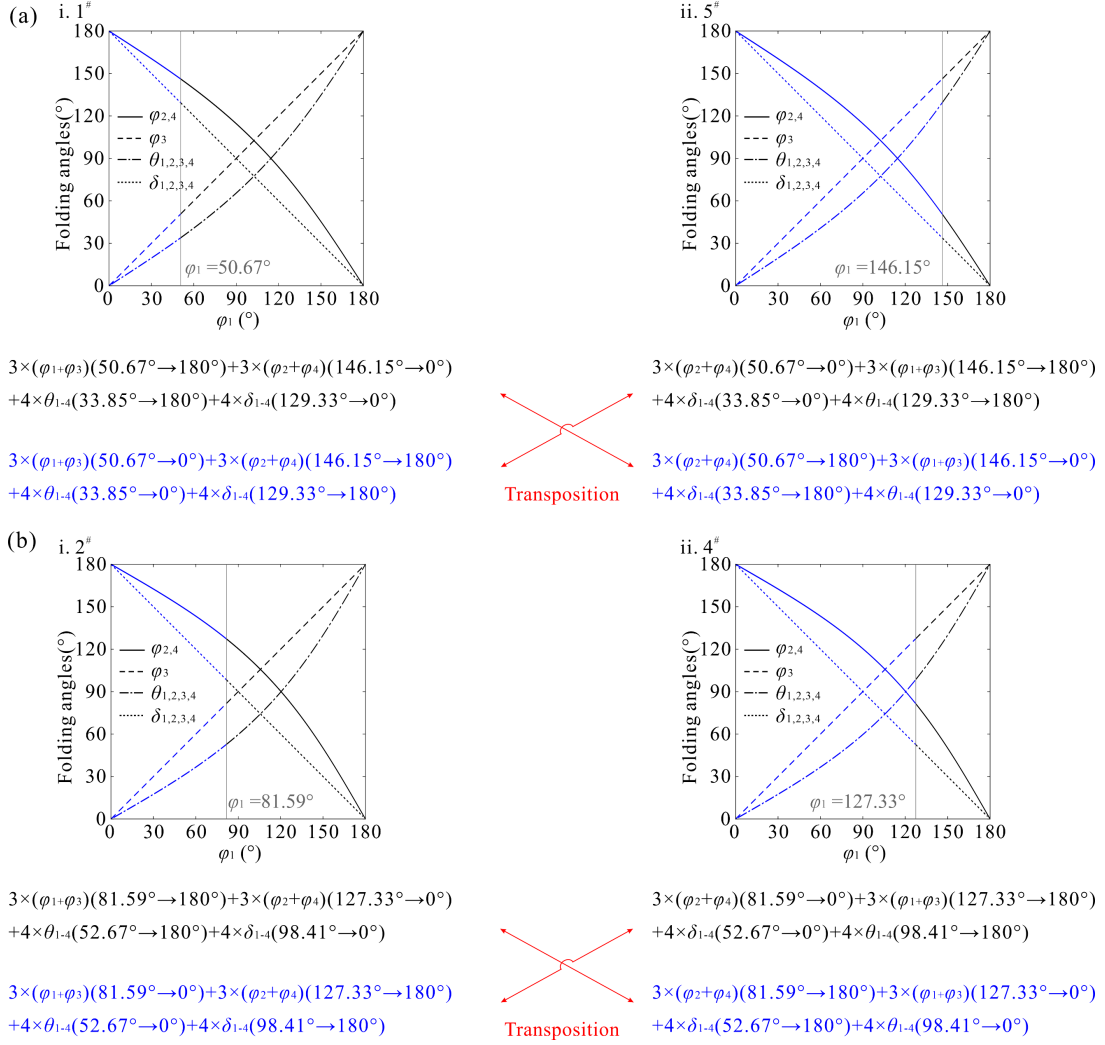 (a)
i. 1#
180
150
120
90
60
30
0
Folding angles(°)
φ2,4
φ3
θ1,2,3,4
δ1,2,3,4
φ1 =50.67°
0 30 60 90 120 150 180
φ1 (°)
ii. 5#
180
150
120
90
60
30
0
Folding angles(°)
φ2,4
φ3
θ1,2,3,4
δ1,2,3,4
φ1 =146.15°
0 30 60 90 120 150 180
φ1 (°)
3×(φ1+φ3)(50.67°→180°)+3×(φ2+φ4)(146.15°→0°)
+4×θ1-4(33.85°→180°)+4×δ1-4(129.33°→0°)
3×(φ2+φ4)(50.67°→0°)+3×(φ1+φ3)(146.15°→180°)
+4×δ1-4(33.85°→0°)+4×θ1-4(129.33°→180°)
3×(φ1+φ3)(50.67°→0°)+3×(φ2+φ4)(146.15°→180°)
+4×θ1-4(33.85°→0°)+4×δ1-4(129.33°→180°)
Transposition
3×(φ2+φ4)(50.67°→180°)+3×(φ1+φ3)(146.15°→0°)
+4×δ1-4(33.85°→180°)+4×θ1-4(129.33°→0°)
(b)
i. 2#
180
150
120
90
60
30
0
Folding angles(°)
φ2,4
φ3
θ1,2,3,4
δ1,2,3,4
φ1 =81.59°
0 30 60 90 120 150 180
φ1 (°)
ii. 4#
180
150
120
90
60
30
0
Folding angles(°)
φ2,4
φ3
θ1,2,3,4
δ1,2,3,4
φ1 =127.33°
0 30 60 90 120 150 180
φ1 (°)
3×(φ1+φ3)(81.59°→180°)+3×(φ2+φ4)(127.33°→0°)
+4×θ1-4(52.67°→180°)+4×δ1-4(98.41°→0°)
3×(φ2+φ4)(81.59°→0°)+3×(φ1+φ3)(127.33°→180°)
+4×δ1-4(52.67°→0°)+4×θ1-4(98.41°→180°)
3×(φ1+φ3)(81.59°→0°)+3×(φ2+φ4)(127.33°→180°)
+4×θ1-4(52.67°→0°)+4×δ1-4(98.41°→180°)
Transposition
3×(φ2+φ4)(81.59°→180°)+3×(φ1+φ3)(127.33°→0°)
+4×δ1-4(52.67°→180°)+4×θ1-4(98.41°→0°)